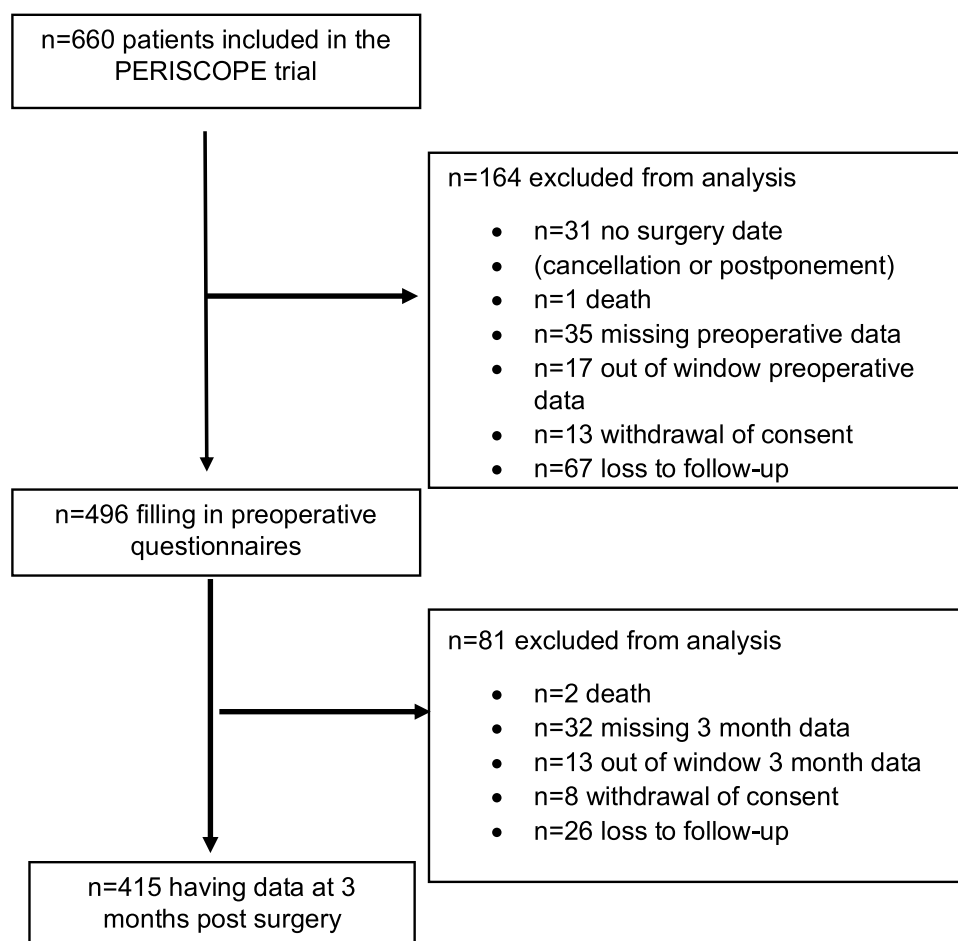 n=660 patients included in the
PERISCOPE trial
n=164 excluded from analysis
• n=31 no surgery date
• (cancellation or postponement)
• n=1 death
• n=35 missing preoperative data
• n=17 out of window preoperative
data
• n=13 withdrawal of consent
• n=67 loss to follow-up
n=496 filling in preoperative
questionnaires
n=81 excluded from analysis
• n=2 death
• n=32 missing 3 month data
• n=13 out of window 3 month data
• n=8 withdrawal of consent
• n=26 loss to follow-up
n=415 having data at 3
months post surgery